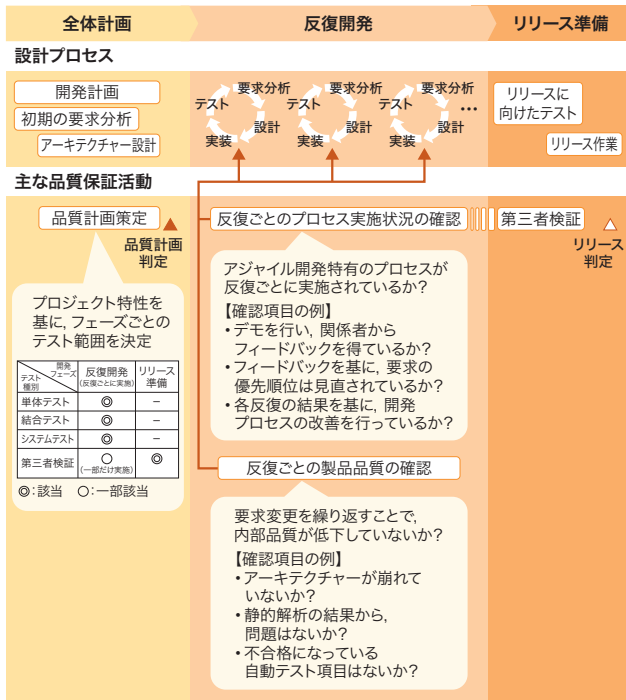 全体計画
反復開発
リリース準備
設計プロセス
開発計画
初期の要求分析
アーキテクチャー設計
要求分析
テスト
設計
実装
要求分析
テスト
設計
実装
要求分析
テスト
設計
実装
…
リリースに
向けたテスト
リリース作業
主な品質保証活動
品質計画策定
品質計画
判定
プロジェクト特性を
基に, フェーズごとの
テスト範囲を決定
開発
フェーズ
テスト
種別
反復開発
(反復ごとに実施)
リリース
準備
単体テスト ◎ −
結合テスト ◎ −
システムテスト ◎ −
第三者検証 ○ ◎
(一部だけ実施)
◎:該当 ○:一部該当
反復ごとのプロセス実施状況の確認
アジャイル開発特有のプロセスが
反復ごとに実施されているか?
【確認項目の例】
・デモを行い, 関係者から
フィードバックを得ているか?
・フィードバックを基に, 要求の
優先順位は見直されているか?
・各反復の結果を基に, 開発
プロセスの改善を行っているか?
反復ごとの製品品質の確認
要求変更を繰り返すことで,
内部品質が低下していないか?
【確認項目の例】
・アーキテクチャーが崩れて
いないか?
・静的解析の結果から,
問題はないか?
・不合格になっている
自動テスト項目はないか?
第三者検証
リリース
判定